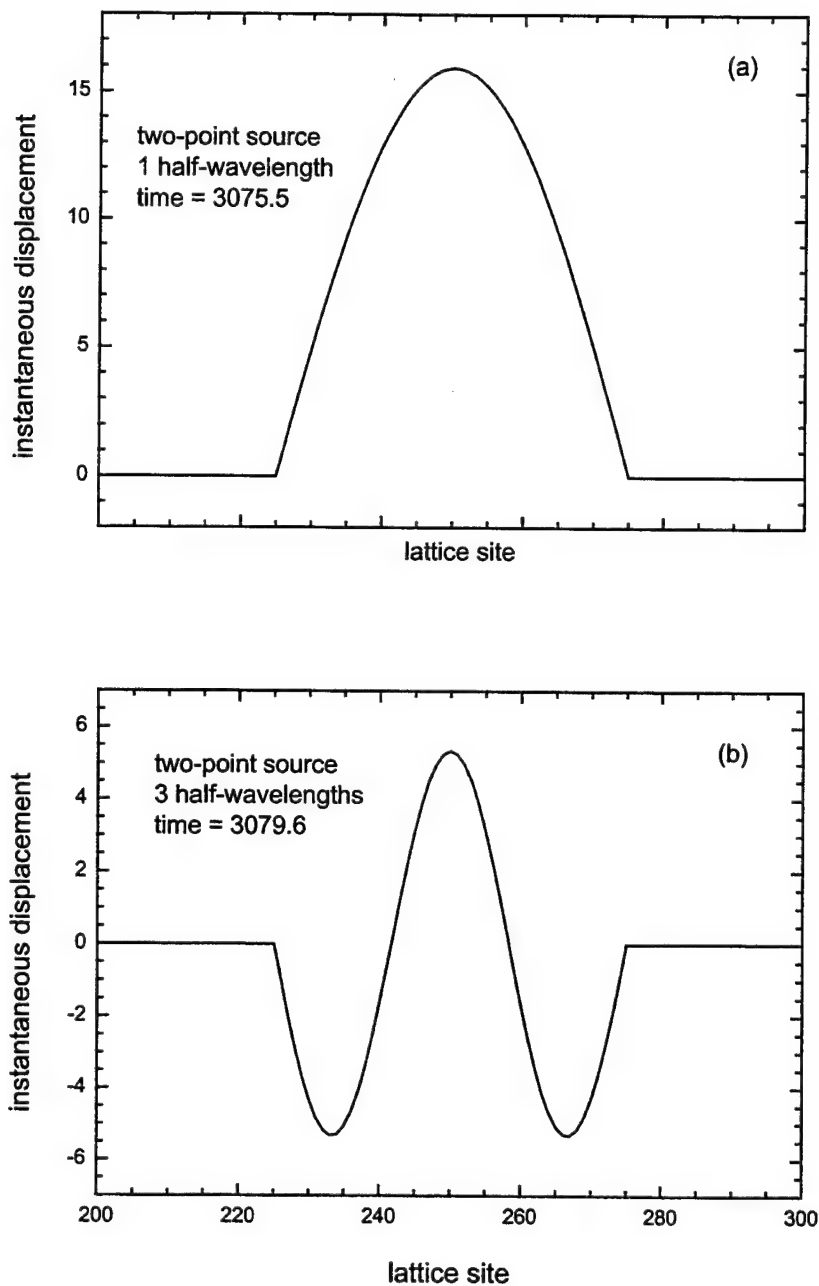 (a)
two-point source
1 half-wavelength
time = 3075.5
instantaneous displacement
15
10
5
0
lattice site
(b)
two-point source
3 half-wavelengths
time = 3079.6
instantaneous displacement
6
4
2
0
-2
-4
-6
200 220 240 260 280 300
lattice site